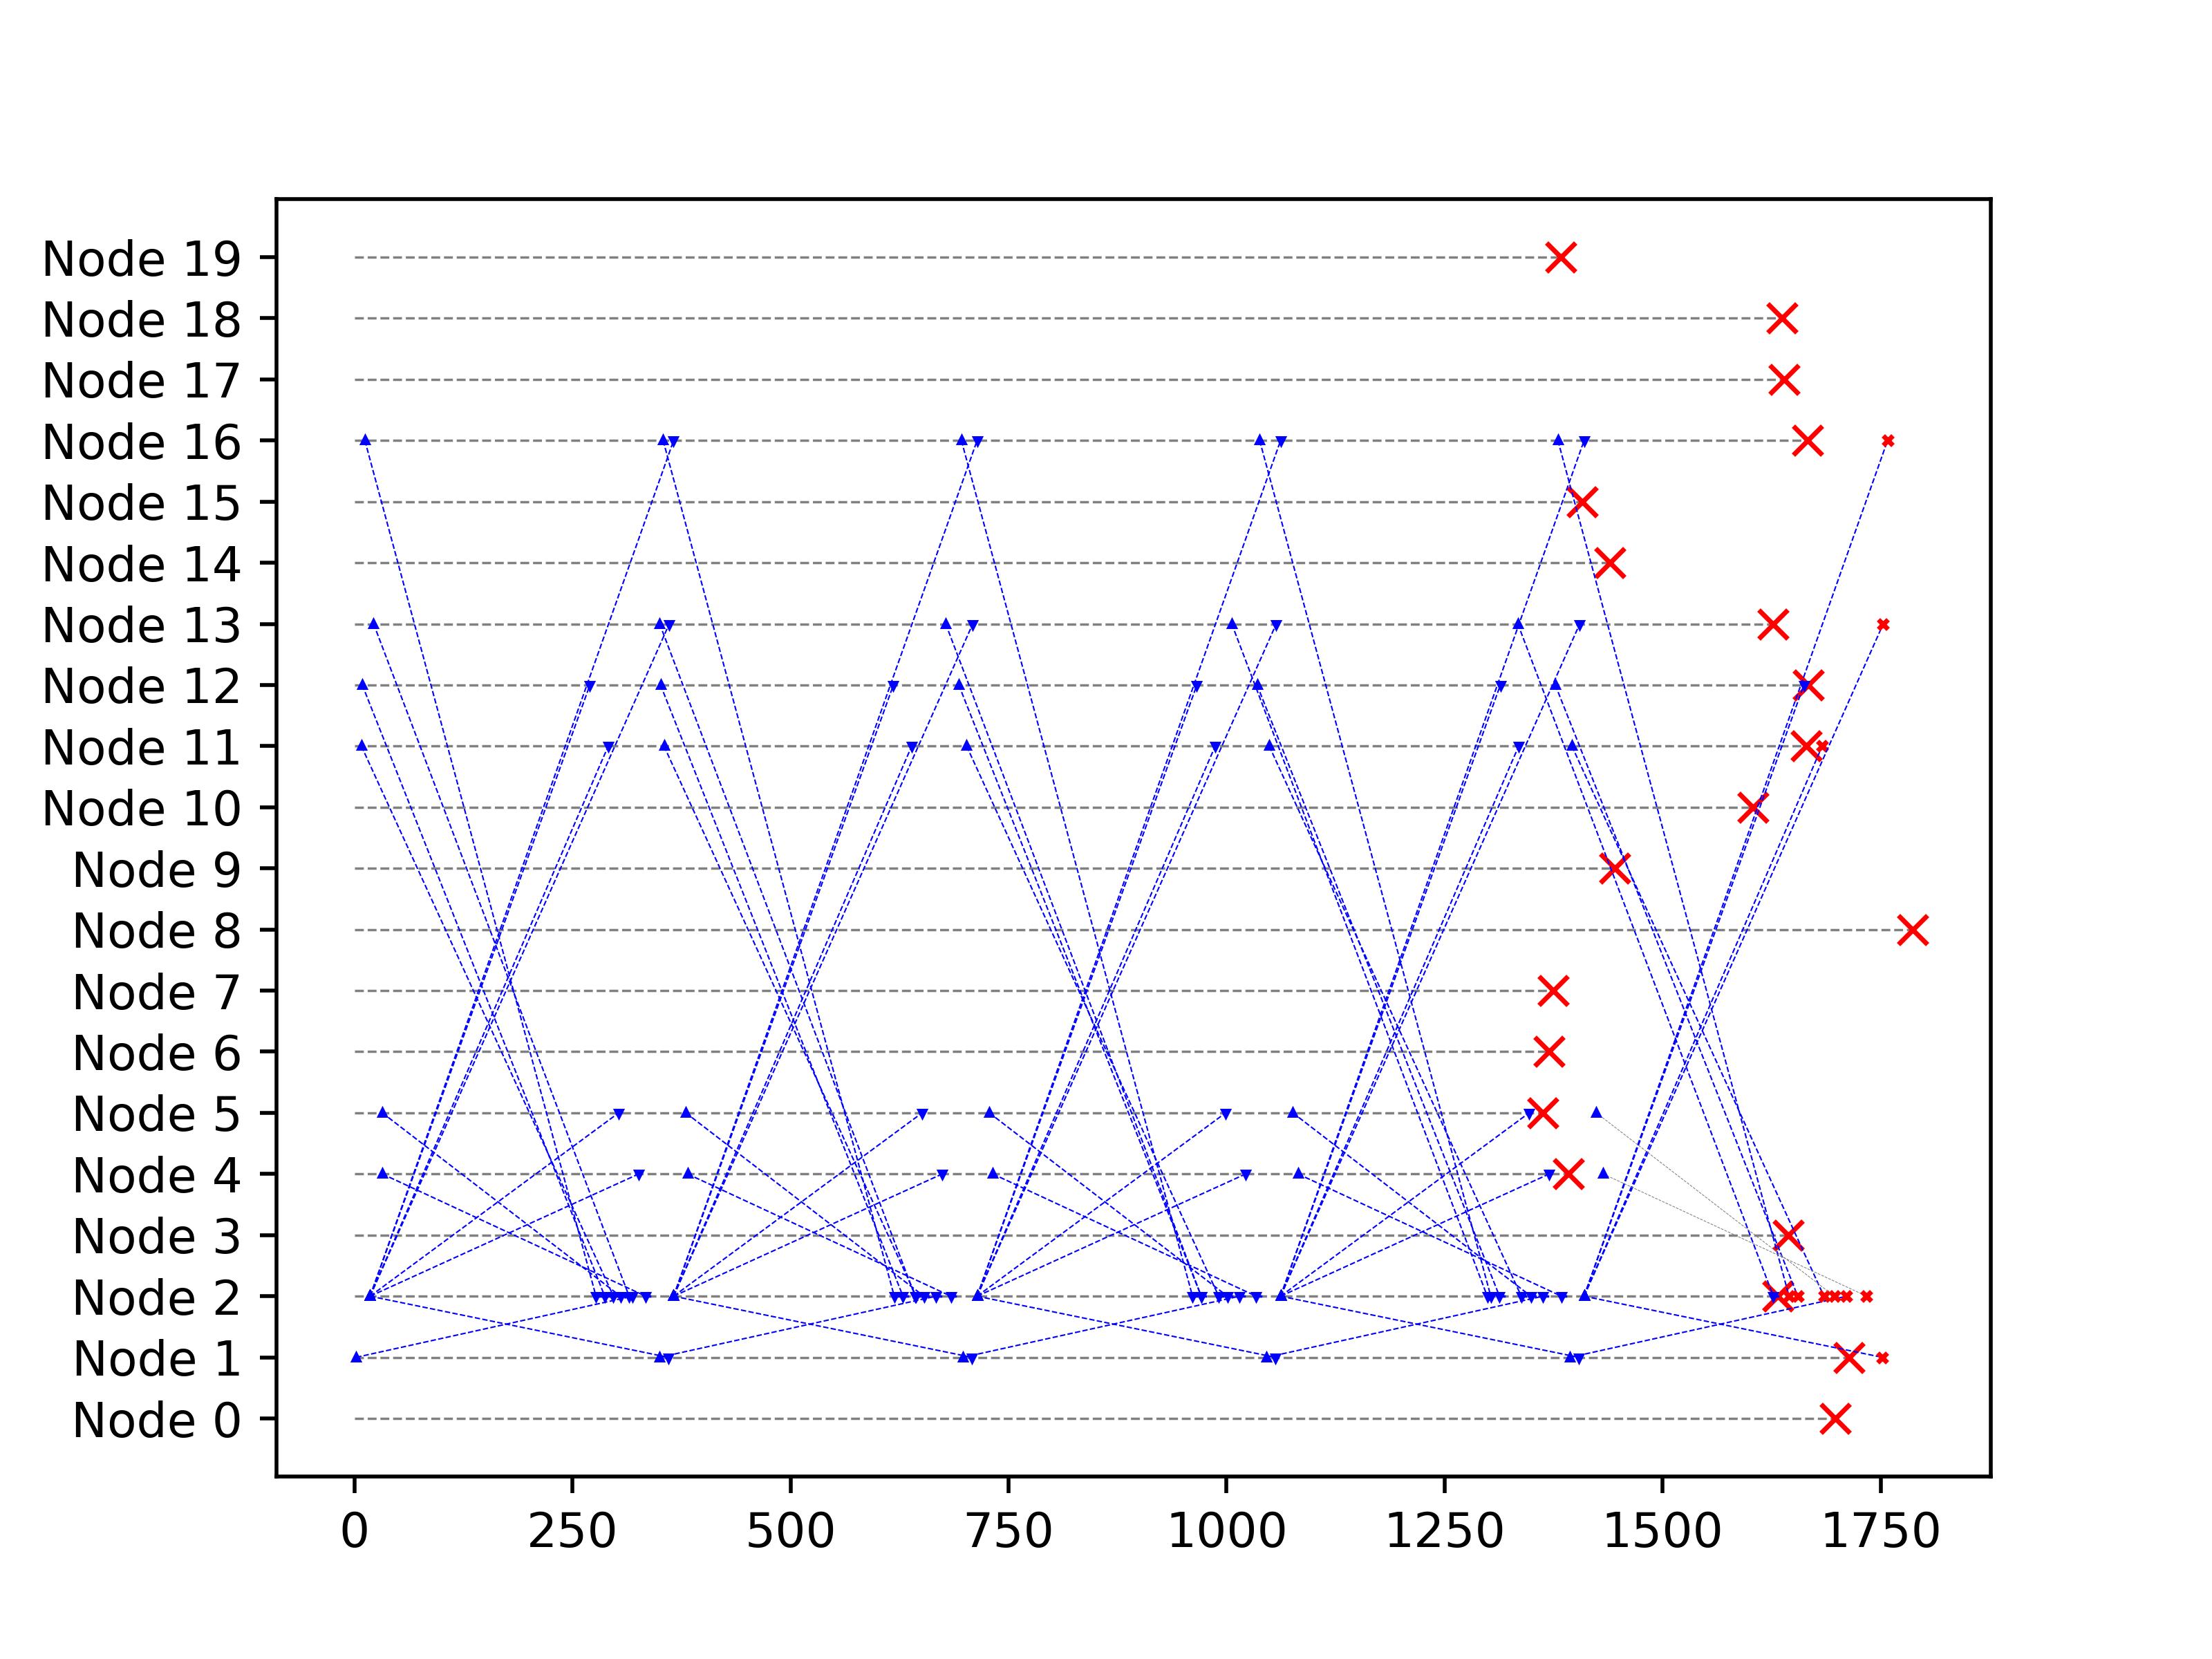 Node 19
Node 18
Node 17
Node 16
Node 15
Node 14
Node 13
Node 12
Node 11
Node 10
Node 9
Node 8
Node 7
Node 6
Node 5
Node 4
Node 3
Node 2
Node 1
Node 0
0 250 500 750 1000 1250 1500 1750